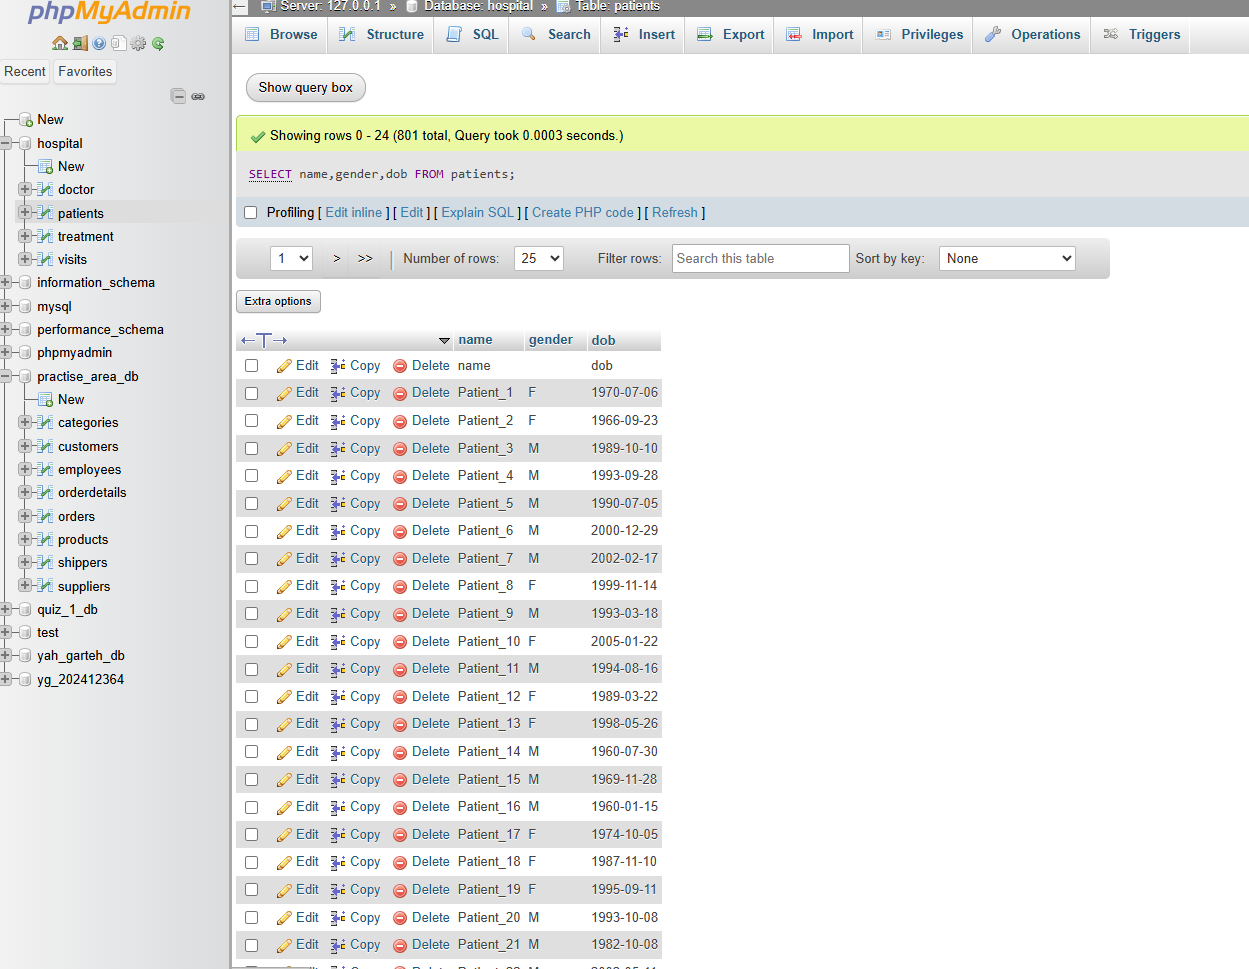 phpMyAdmin
Recent Favorites
New
hospital
New
doctor
patients
treatment
visits
information_schema
mysql
performance_schema
phpmyadmin
practise_area_db
New
categories
customers
employees
orderdetails
orders
products
shippers
suppliers
quiz_1_db
test
yah_garteh_db
yg_202412364
Server: 127.0.0.1 » Database: hospital » Table: patients
Browse Structure SQL Search Insert Export Import Privileges Operations Triggers
Show query box
Showing rows 0 - 24 (801 total, Query took 0.0003 seconds.)
SELECT name,gender,dob FROM patients;
Profiling [ Edit inline ] [ Edit ] [ Explain SQL ] [ Create PHP code ] [ Refresh ]
1 > >> | Number of rows: 25 Filter rows: Search this table Sort by key: None
Extra options
←T→ name gender dob
Edit Copy Delete name dob
Edit Copy Delete Patient_1 F 1970-07-06
Edit Copy Delete Patient_2 F 1966-09-23
Edit Copy Delete Patient_3 M 1989-10-10
Edit Copy Delete Patient_4 M 1993-09-28
Edit Copy Delete Patient_5 M 1990-07-05
Edit Copy Delete Patient_6 M 2000-12-29
Edit Copy Delete Patient_7 M 2002-02-17
Edit Copy Delete Patient_8 F 1999-11-14
Edit Copy Delete Patient_9 M 1993-03-18
Edit Copy Delete Patient_10 F 2005-01-22
Edit Copy Delete Patient_11 M 1994-08-16
Edit Copy Delete Patient_12 F 1989-03-22
Edit Copy Delete Patient_13 F 1998-05-26
Edit Copy Delete Patient_14 M 1960-07-30
Edit Copy Delete Patient_15 M 1969-11-28
Edit Copy Delete Patient_16 M 1960-01-15
Edit Copy Delete Patient_17 F 1974-10-05
Edit Copy Delete Patient_18 F 1987-11-10
Edit Copy Delete Patient_19 F 1995-09-11
Edit Copy Delete Patient_20 M 1993-10-08
Edit Copy Delete Patient_21 M 1982-10-08